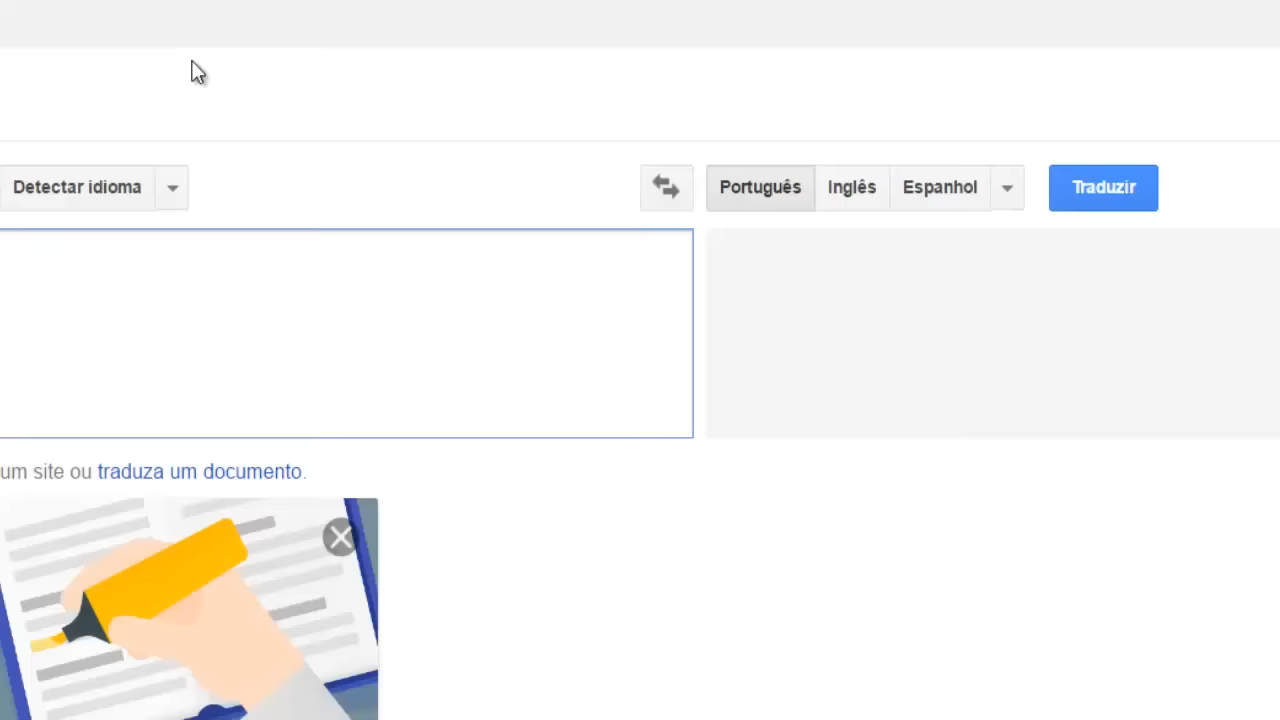 Detectar idioma
Português Inglês Espanhol Traduzir
um site ou traduza um documento.